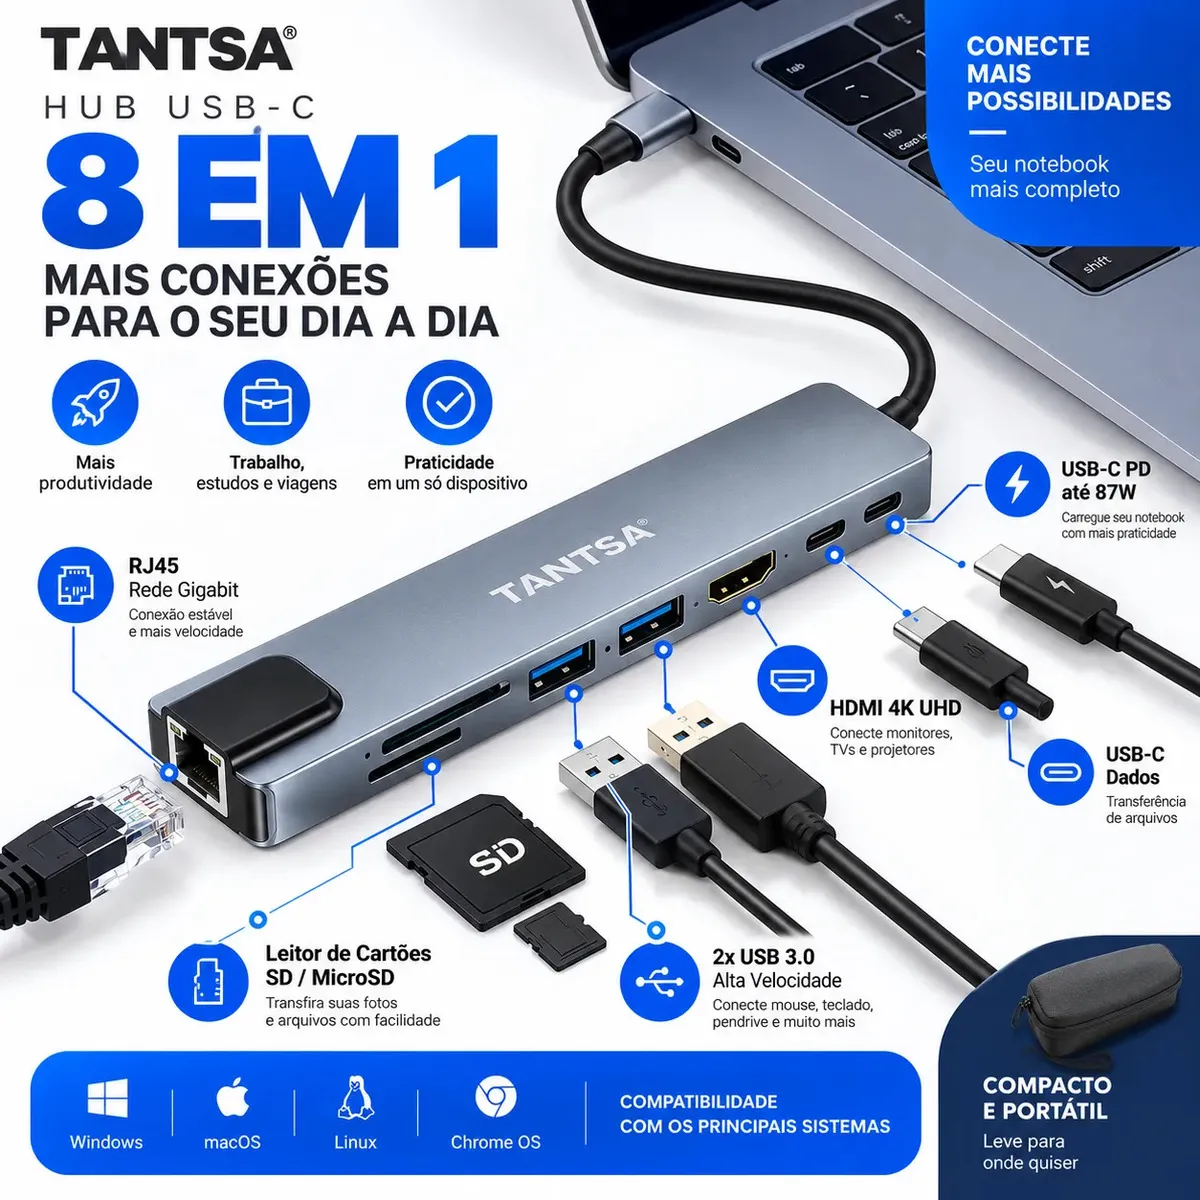 TANTSA®
HUB USB-C
8 EM 1
MAIS CONEXÕES
PARA O SEU DIA A DIA
Mais
produtividade
Trabalho,
estudos e viagens
Praticidade
em um só dispositivo
CONECTE
MAIS
POSSIBILIDADES
Seu notebook
mais completo
tab
caps lock
shift
TANTSA®
USB-C PD
até 87W
Carregue seu notebook
com mais praticidade
RJ45
Rede Gigabit
Conexão estável
e mais velocidade
HDMI 4K UHD
Conecte monitores,
TVs e projetores
USB-C
Dados
Transferência
de arquivos
SD
Leitor de Cartões
SD / MicroSD
Transfira suas fotos
e arquivos com facilidade
2x USB 3.0
Alta Velocidade
Conecte mouse, teclado,
pendrive e muito mais
Windows
macOS
Linux
Chrome OS
COMPATIBILIDADE
COM OS PRINCIPAIS SISTEMAS
COMPACTO
E PORTÁTIL
Leve para
onde quiser